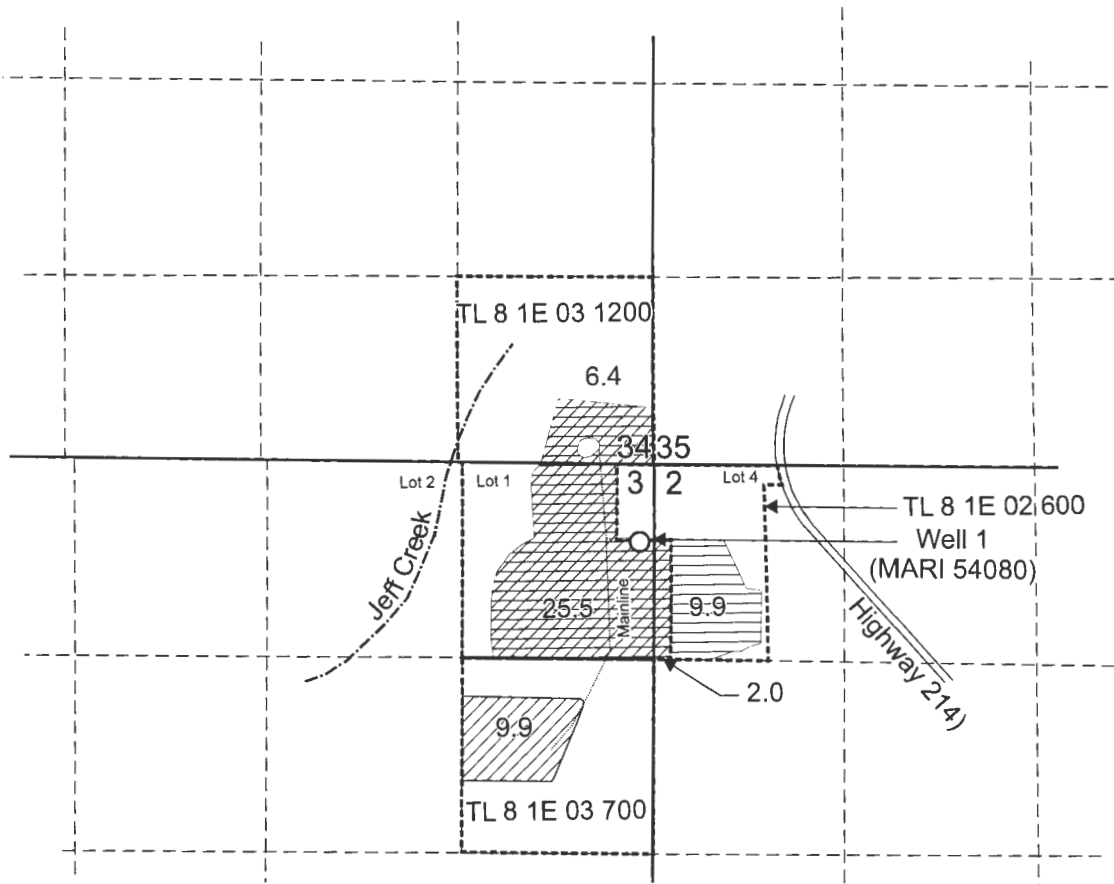 TL 8 1E 03 1200
6.4
34 35
Lot 2
Lot 1
3
2
Lot 4
TL 8 1E 02 600
Well 1
(MARI 54080)
Jeff Creek
25.5
Mainline
9.9
Highway 214)
2.0
9.9
TL 8 1E 03 700